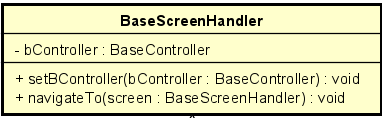 BaseScreenHandler
- bController : BaseController
+ setBController(bController : BaseController) : void
+ navigateTo(screen : BaseScreenHandler) : void